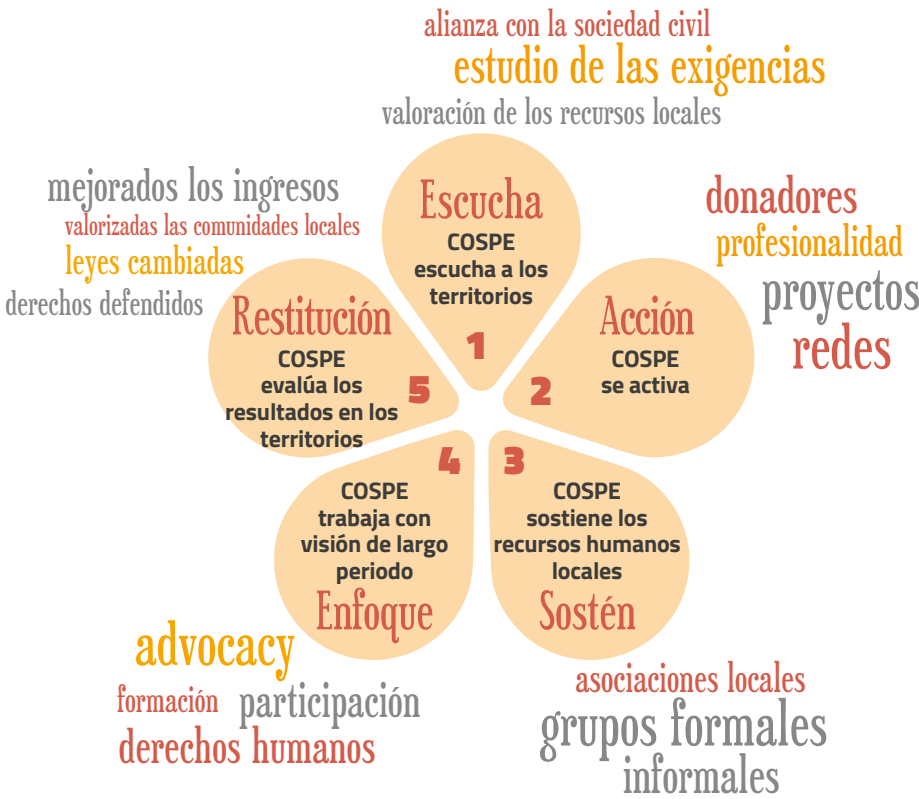 alianza con la sociedad civil
estudio de las exigencias
valoración de los recursos locales
Escucha
COSPE
escucha a los
territorios
1
donadores
profesionalidad
proyectos
redes
Acción
COSPE
se activa
2
3
COSPE
sostiene los
recursos humanos
locales
Sostén
asociaciones locales
grupos formales
informales
4
COSPE
trabaja con
visión de largo
periodo
Enfoque
advocacy
formación participación
derechos humanos
mejorados los ingresos
valorizadas las comunidades locales
leyes cambiadas
derechos defendidos
Restitución
COSPE
evalúa los
resultados en los
territorios
5